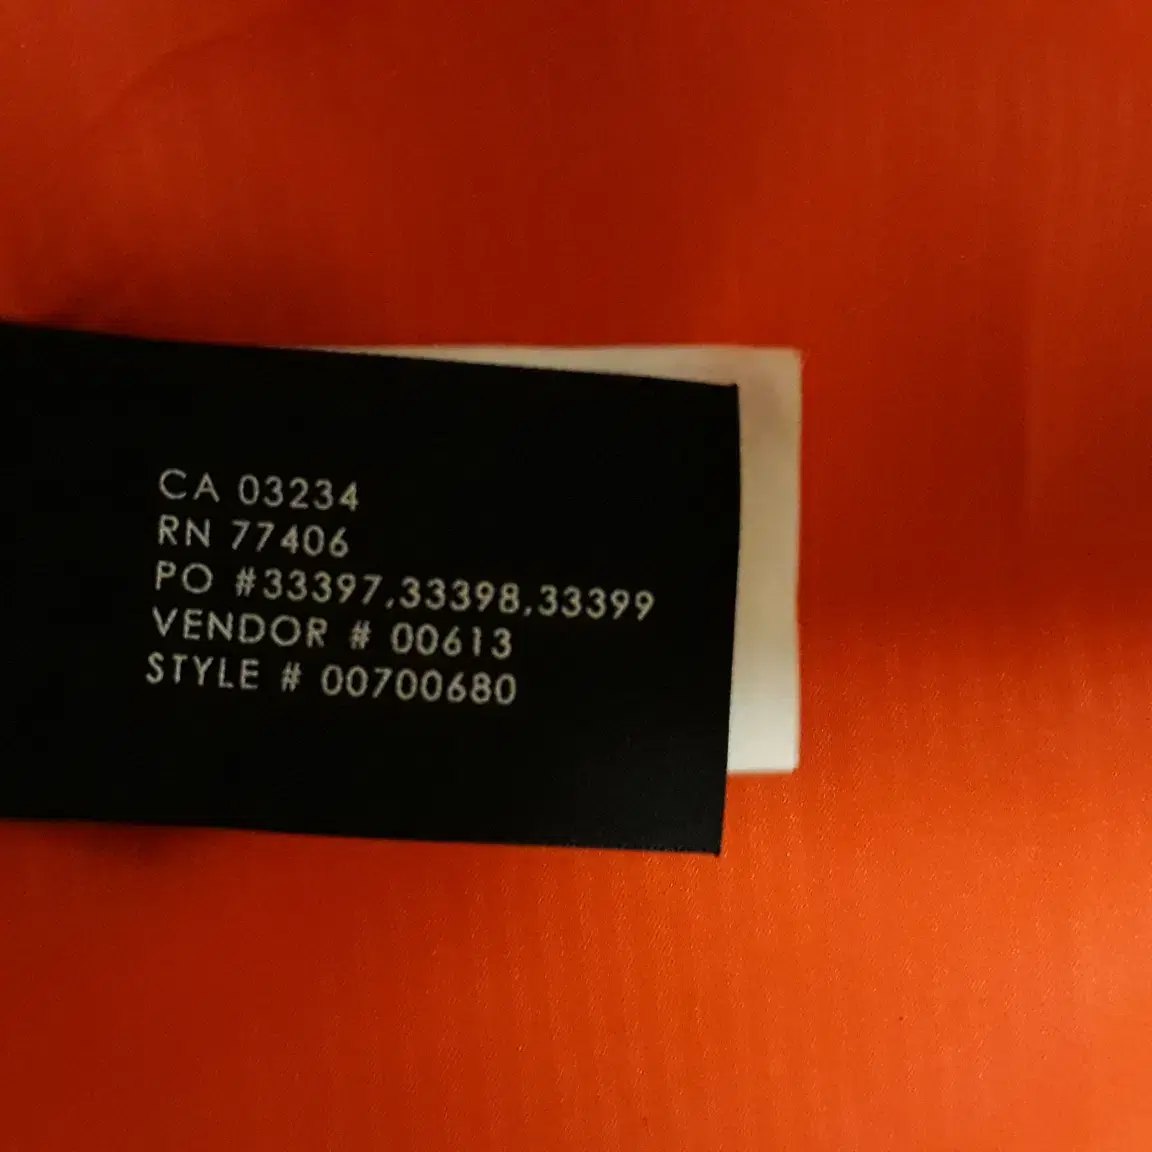 CA 03234
RN 77406
PO #33397,33398,33399
VENDOR # 00613
STYLE # 00700680